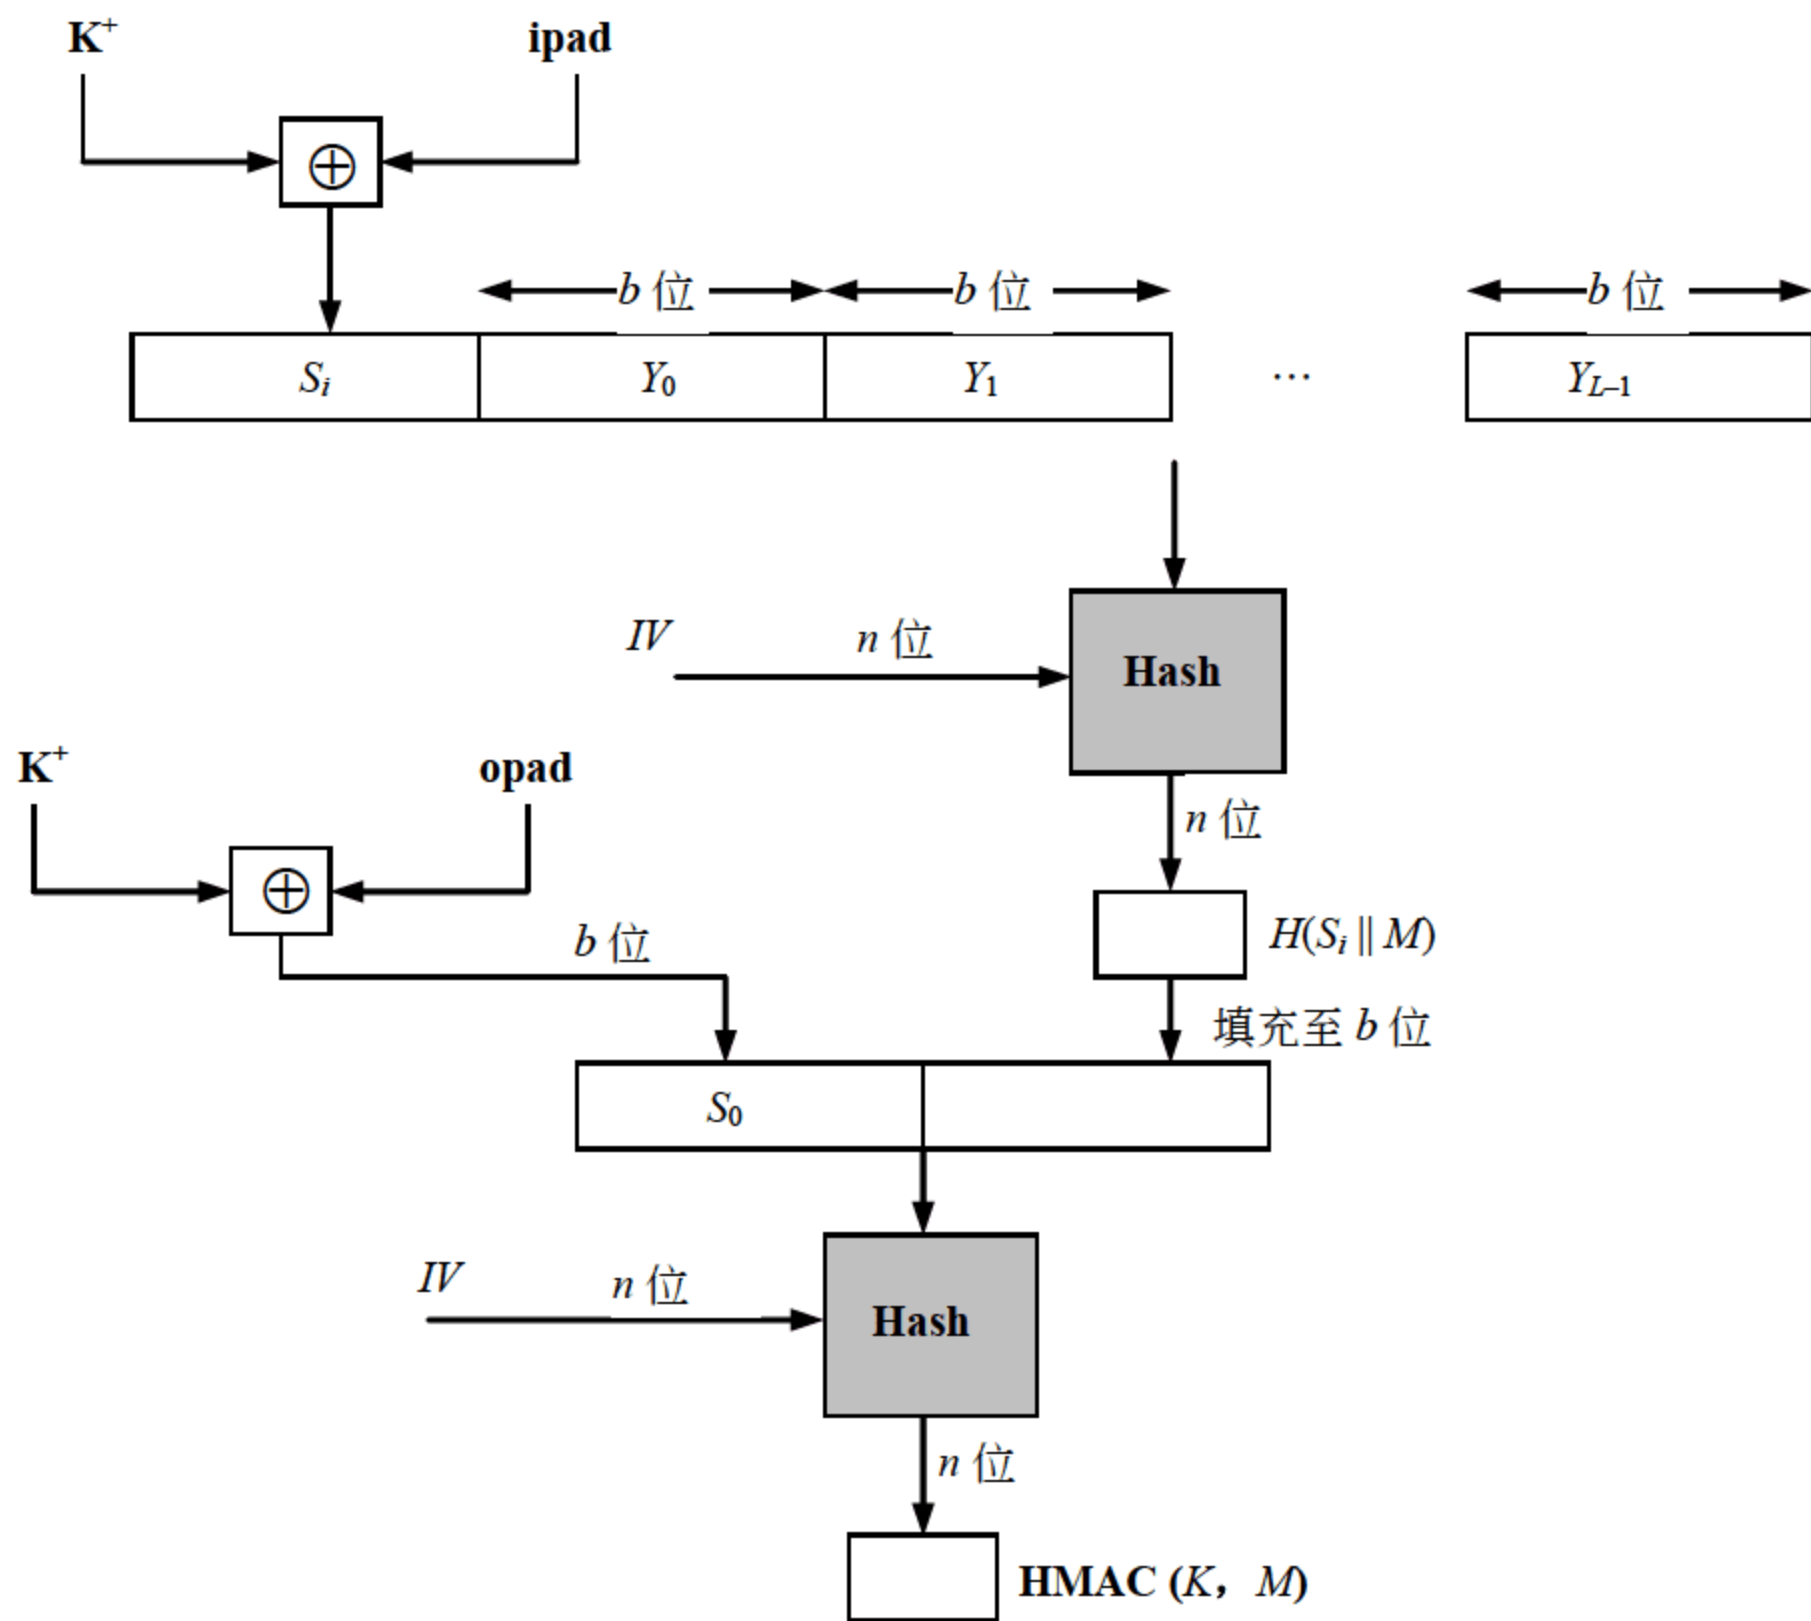 K⁺ ipad
⊕
b 位 b 位 b 位
Sᵢ Y₀ Y₁ … Y_{L–1}
IV n 位 Hash
K⁺ opad
n 位
⊕
b 位 H(Sᵢ || M)
填充至 b 位
S₀
IV n 位 Hash
n 位
HMAC (K，M)